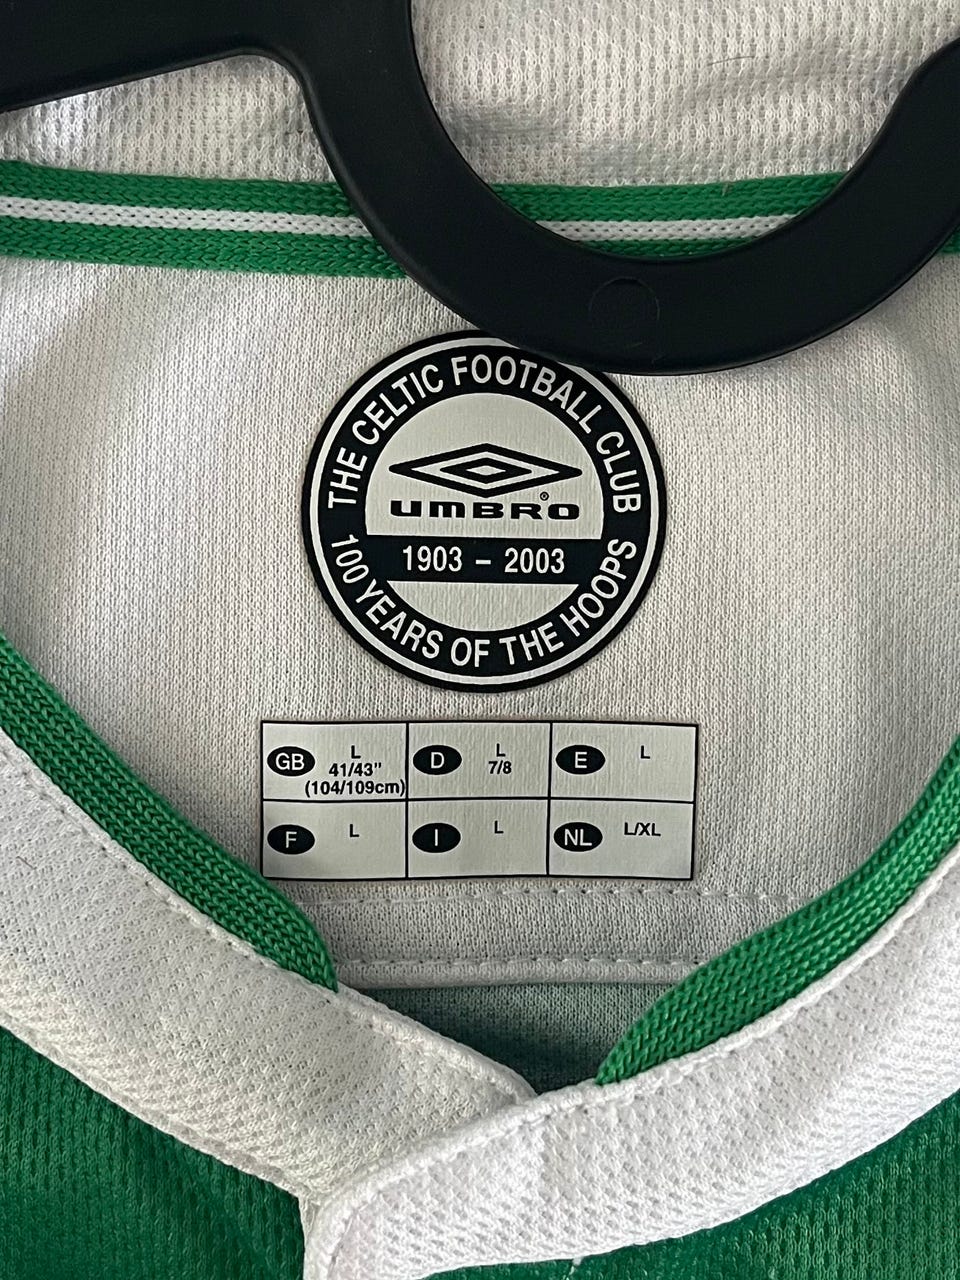 THE CELTIC FOOTBALL CLUB
UMBRO®
1903 - 2003
100 YEARS OF THE HOOPS
GB L 41/43" (104/109cm)
D L 7/8
E L
F L
I L
NL L/XL